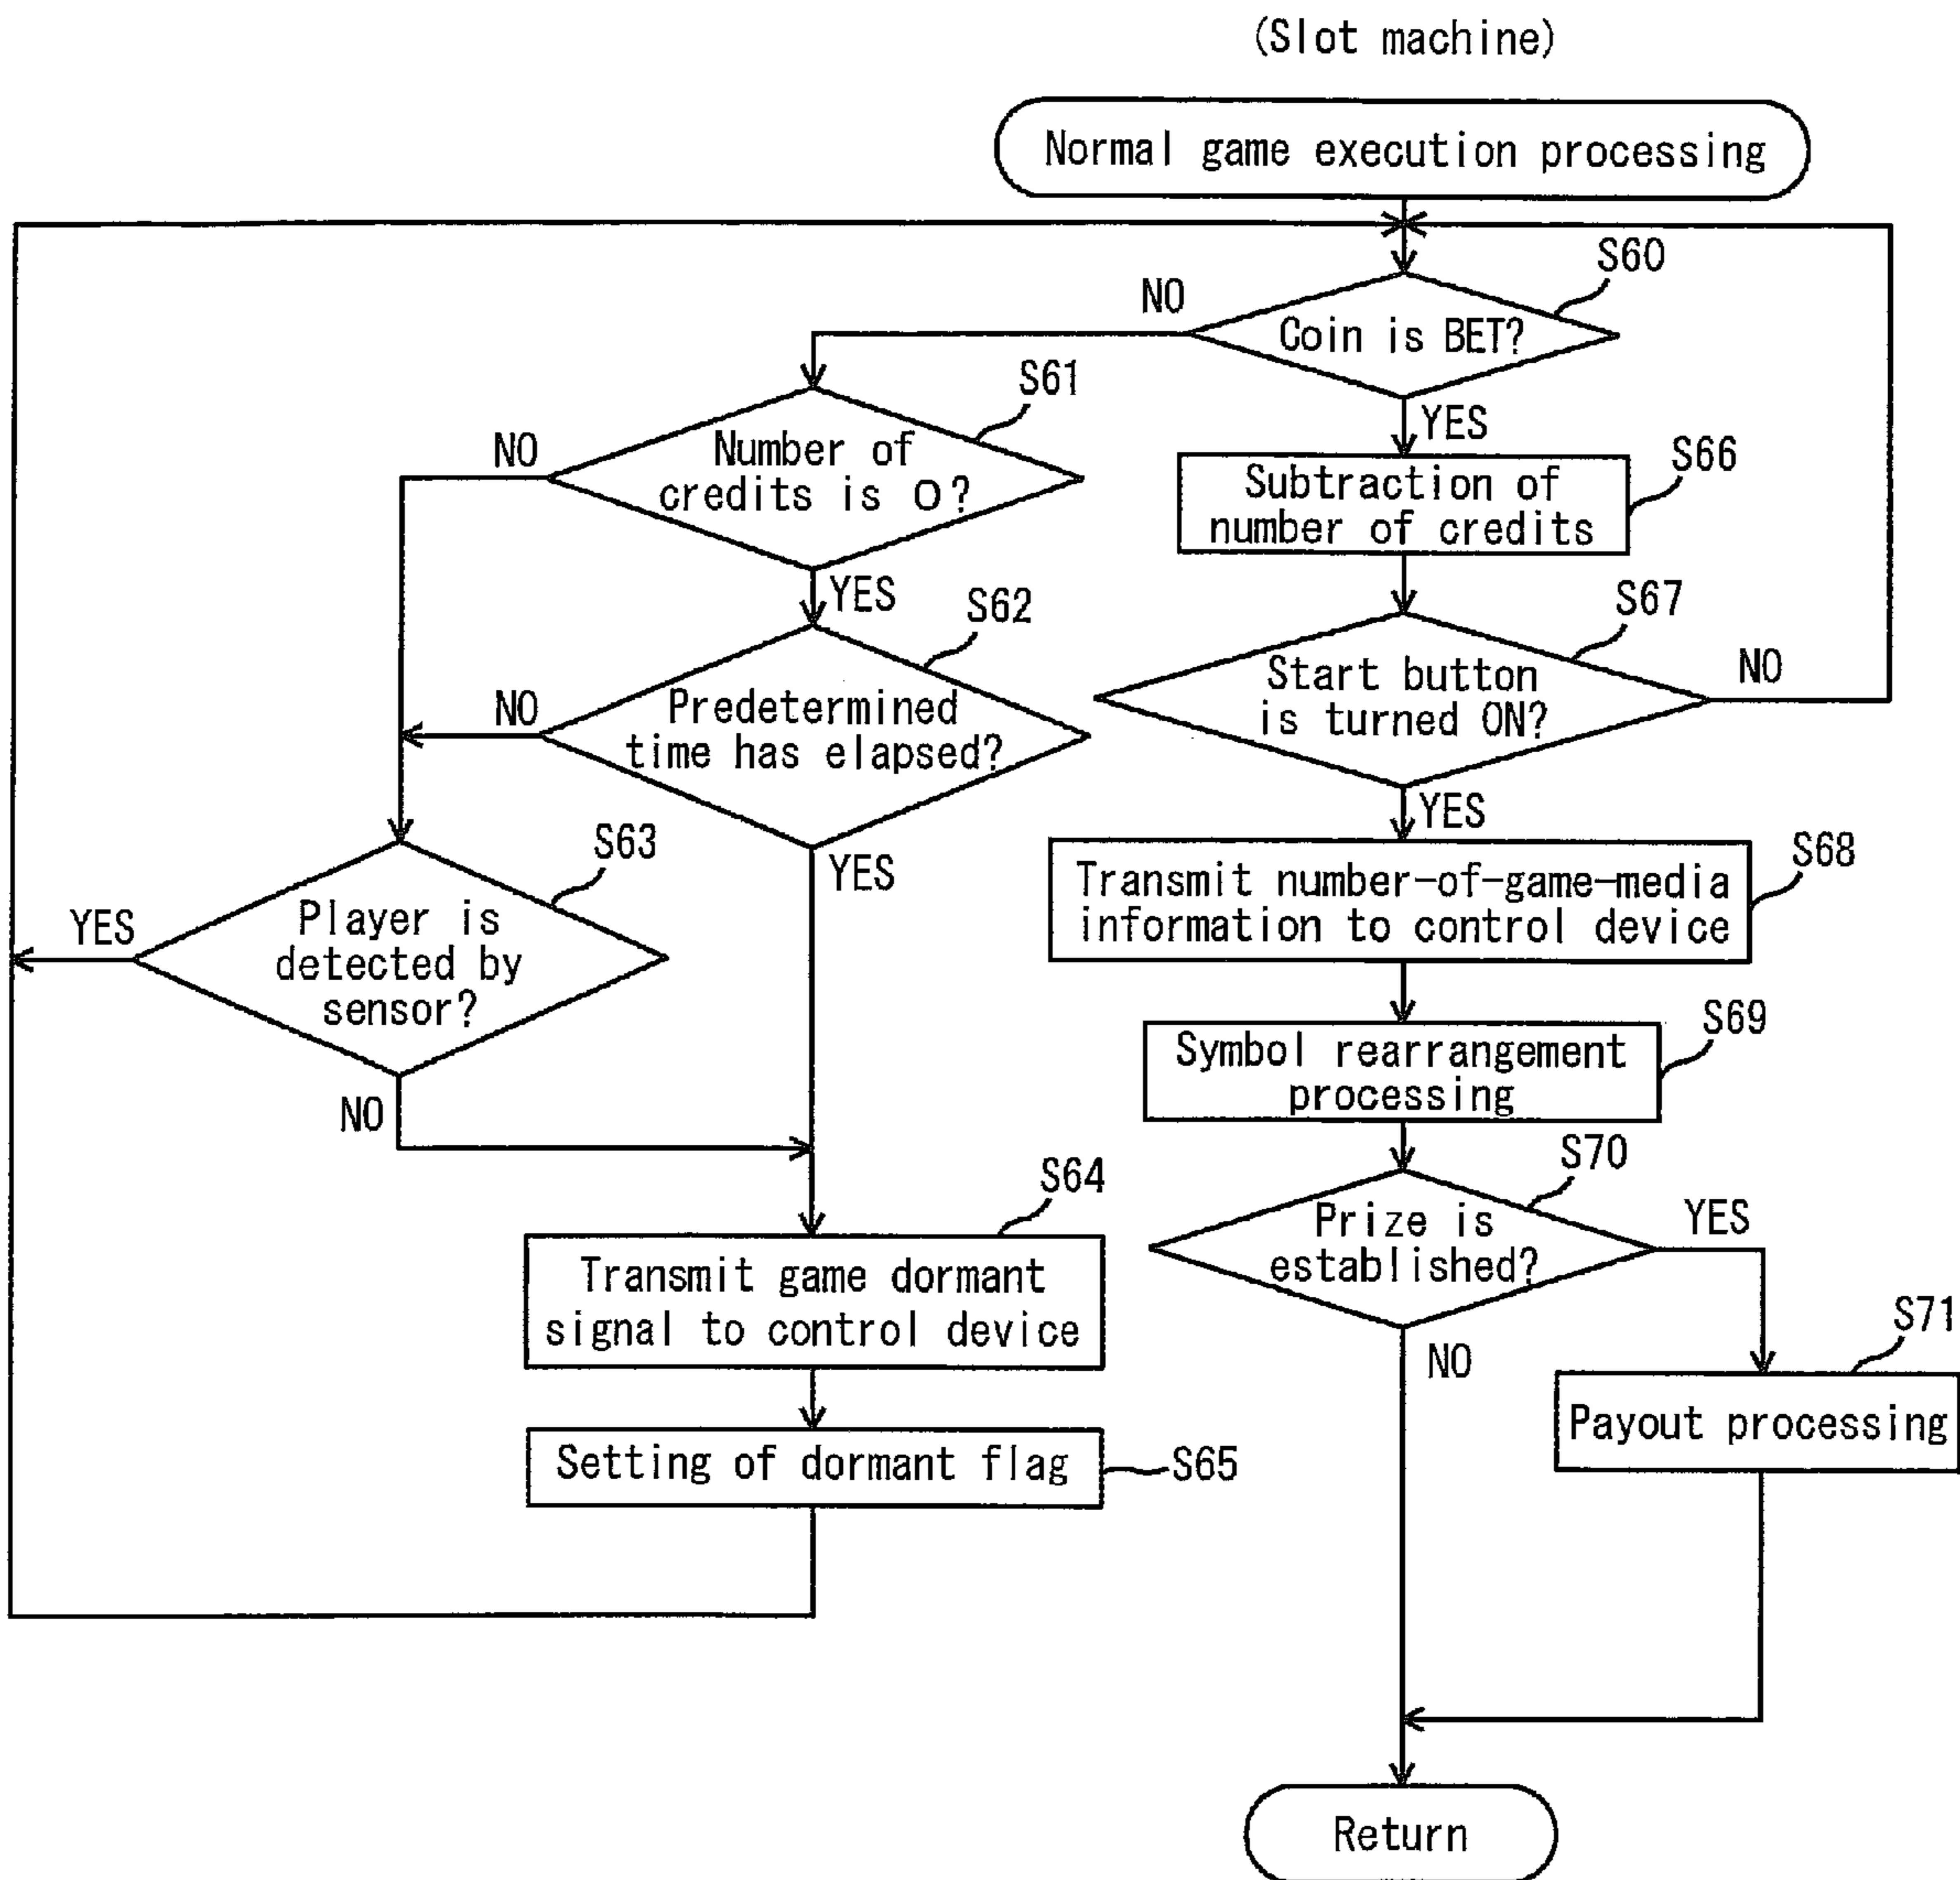 (Slot machine)
Normal game execution processing
S60
NO
Coin is BET?
YES
S61
NO
Number of
credits is 0?
YES
S66
Subtraction of
number of credits
S62
NO
Predetermined
time has elapsed?
YES
S67
Start button
is turned ON?
NO
YES
S63
YES
Player is
detected by
sensor?
NO
S68
Transmit number-of-game-media
information to control device
S69
Symbol rearrangement
processing
S64
Transmit game dormant
signal to control device
S70
Prize is
established?
YES
NO
S71
Payout processing
Setting of dormant flag
S65
Return